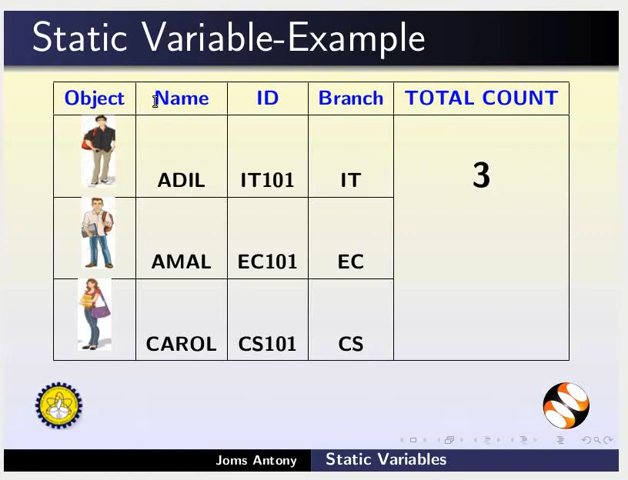 Static Variable-Example
Object Name ID Branch TOTAL COUNT
ADIL IT101 IT 3
AMAL EC101 EC
CAROL CS101 CS
Joms Antony Static Variables